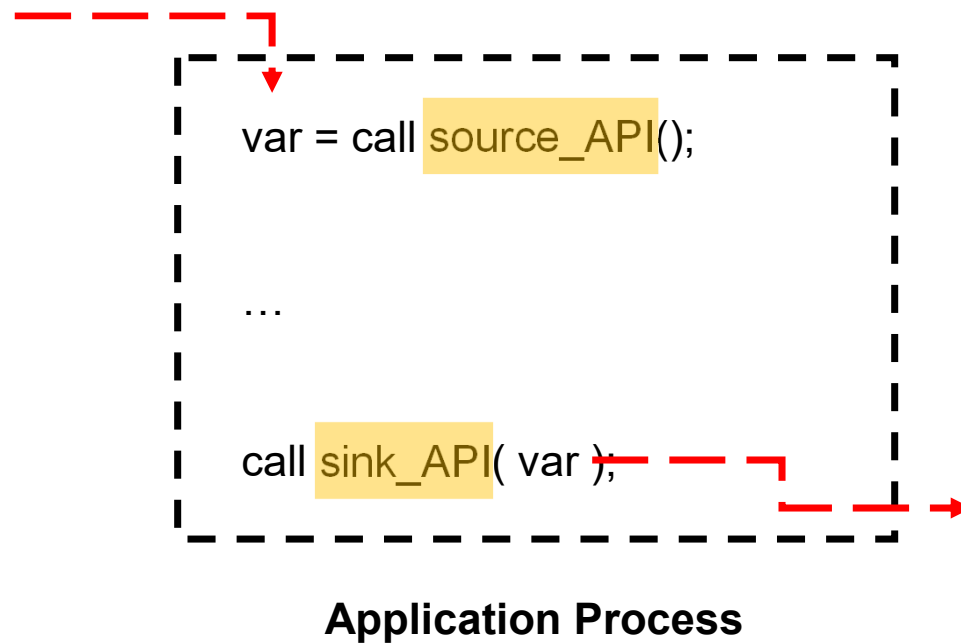 var = call source_API();
…
call sink_API( var );
Application Process